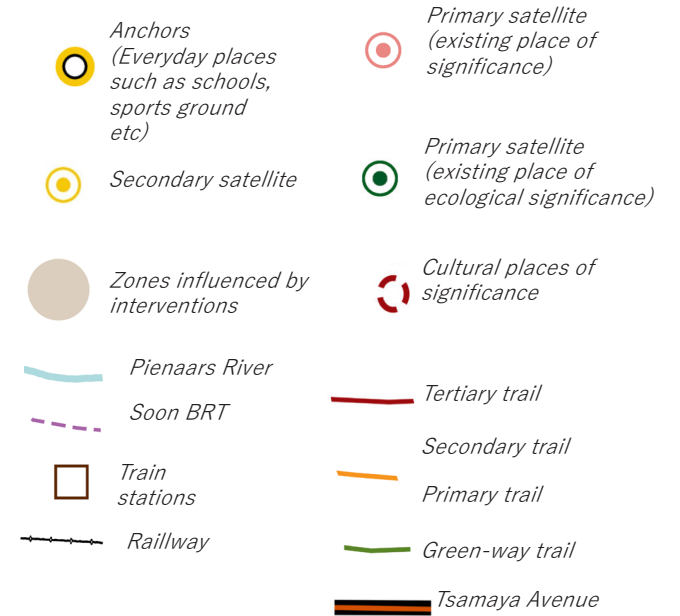 Anchors
(Everyday places
such as schools,
sports ground
etc)
Secondary satellite
Zones influenced by
interventions
Pienaars River
Soon BRT
Train
stations
Raillway
Primary satellite
(existing place of
significance)
Primary satellite
(existing place of
ecological significance)
Cultural places of
significance
Tertiary trail
Secondary trail
Primary trail
Green-way trail
Tsamaya Avenue